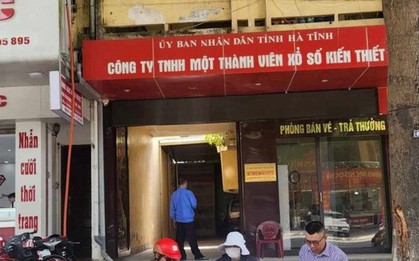 95 895
ỦY BAN NHÂN DÂN TỈNH HÀ TĨNH
CÔNG TY TNHH MỘT THÀNH VIÊN XỔ SỐ KIẾN THIẾT
PHÒNG BÁN VÉ - TRẢ THƯỞNG
Nhẫn
cưới
thời
trang